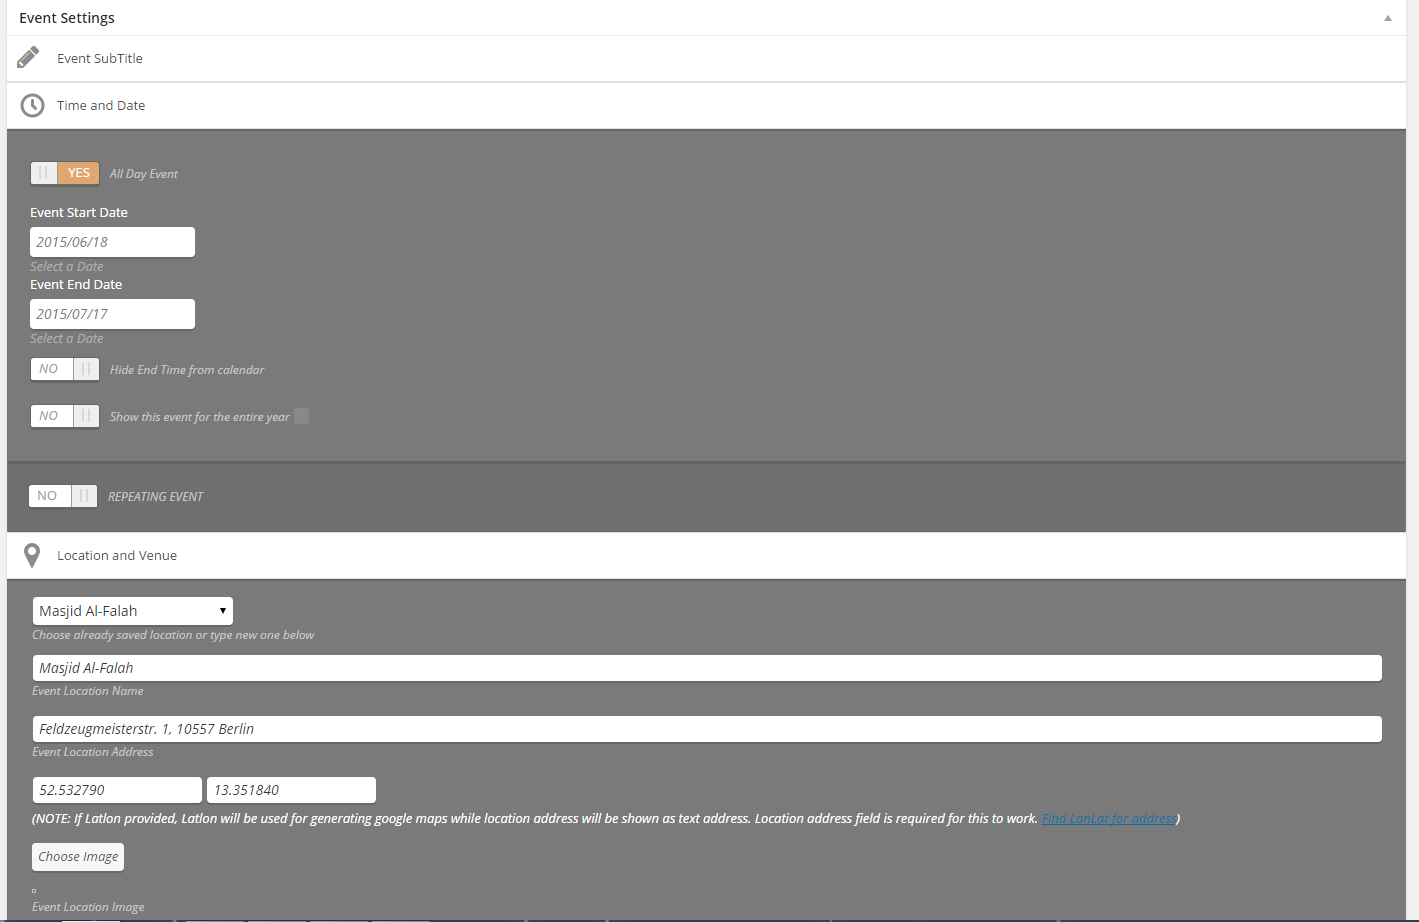 Event Settings
Event SubTitle
Time and Date
YES All Day Event
Event Start Date
2015/06/18
Select a Date
Event End Date
2015/07/17
Select a Date
NO Hide End Time from calendar
NO Show this event for the entire year
NO REPEATING EVENT
Location and Venue
Masjid Al-Falah
Choose already saved location or type new one below
Masjid Al-Falah
Event Location Name
Feldzeugmeisterstr. 1, 10557 Berlin
Event Location Address
52.532790 13.351840
(NOTE: If Latlon provided, Latlon will be used for generating google maps while location address will be shown as text address. Location address field is required for this to work. Find LanLat for address)
Choose Image
Event Location Image